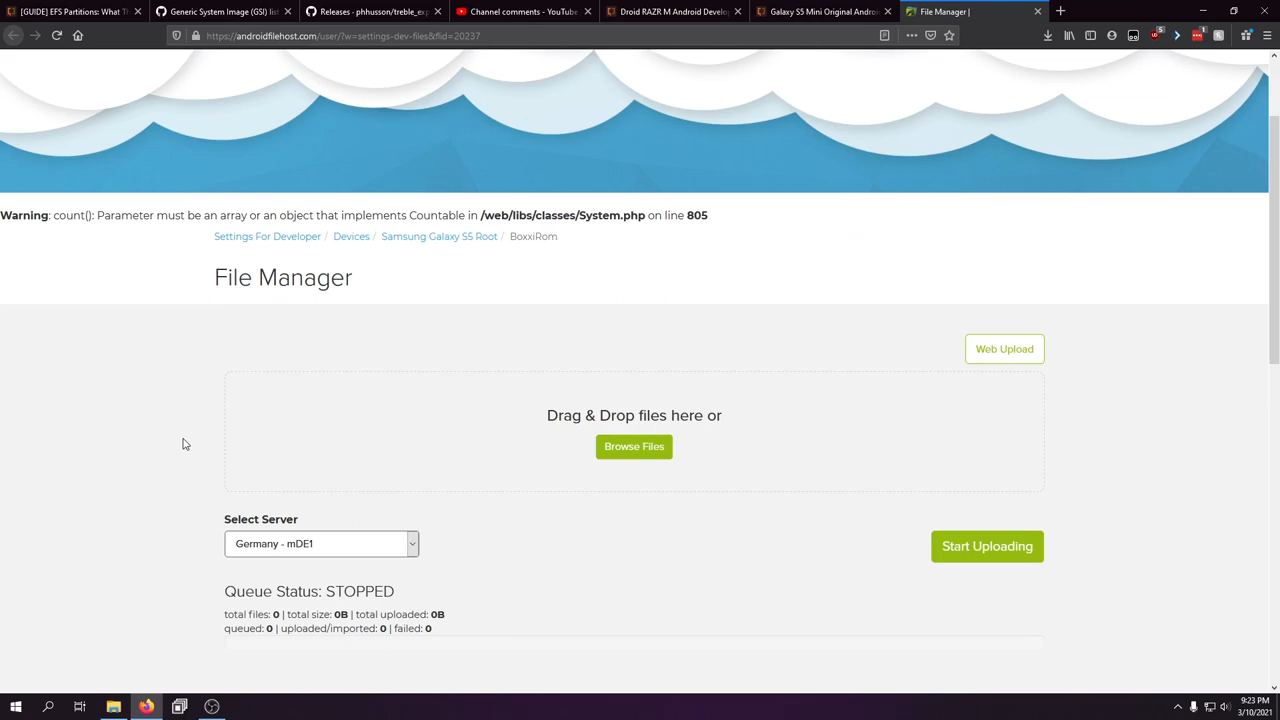 [GUIDE] EFS Partitions: What T
Generic System Image (GSI) list
Releases · phhusson/treble_exp
Channel comments - YouTube
Droid RAZR M Android Develop
Galaxy S5 Mini Original Android
File Manager |
https://androidfilehost.com/user/?w=settings-dev-files&flid=20237
Warning: count(): Parameter must be an array or an object that implements Countable in /web/libs/classes/System.php on line 805
Settings For Developer / Devices / Samsung Galaxy S5 Root / BoxxiRom
File Manager
Web Upload
Drag & Drop files here or
Browse Files
Select Server
Germany - mDE1
Start Uploading
Queue Status: STOPPED
total files: 0 | total size: 0B | total uploaded: 0B
queued: 0 | uploaded/imported: 0 | failed: 0
9:23 PM
3/10/2021